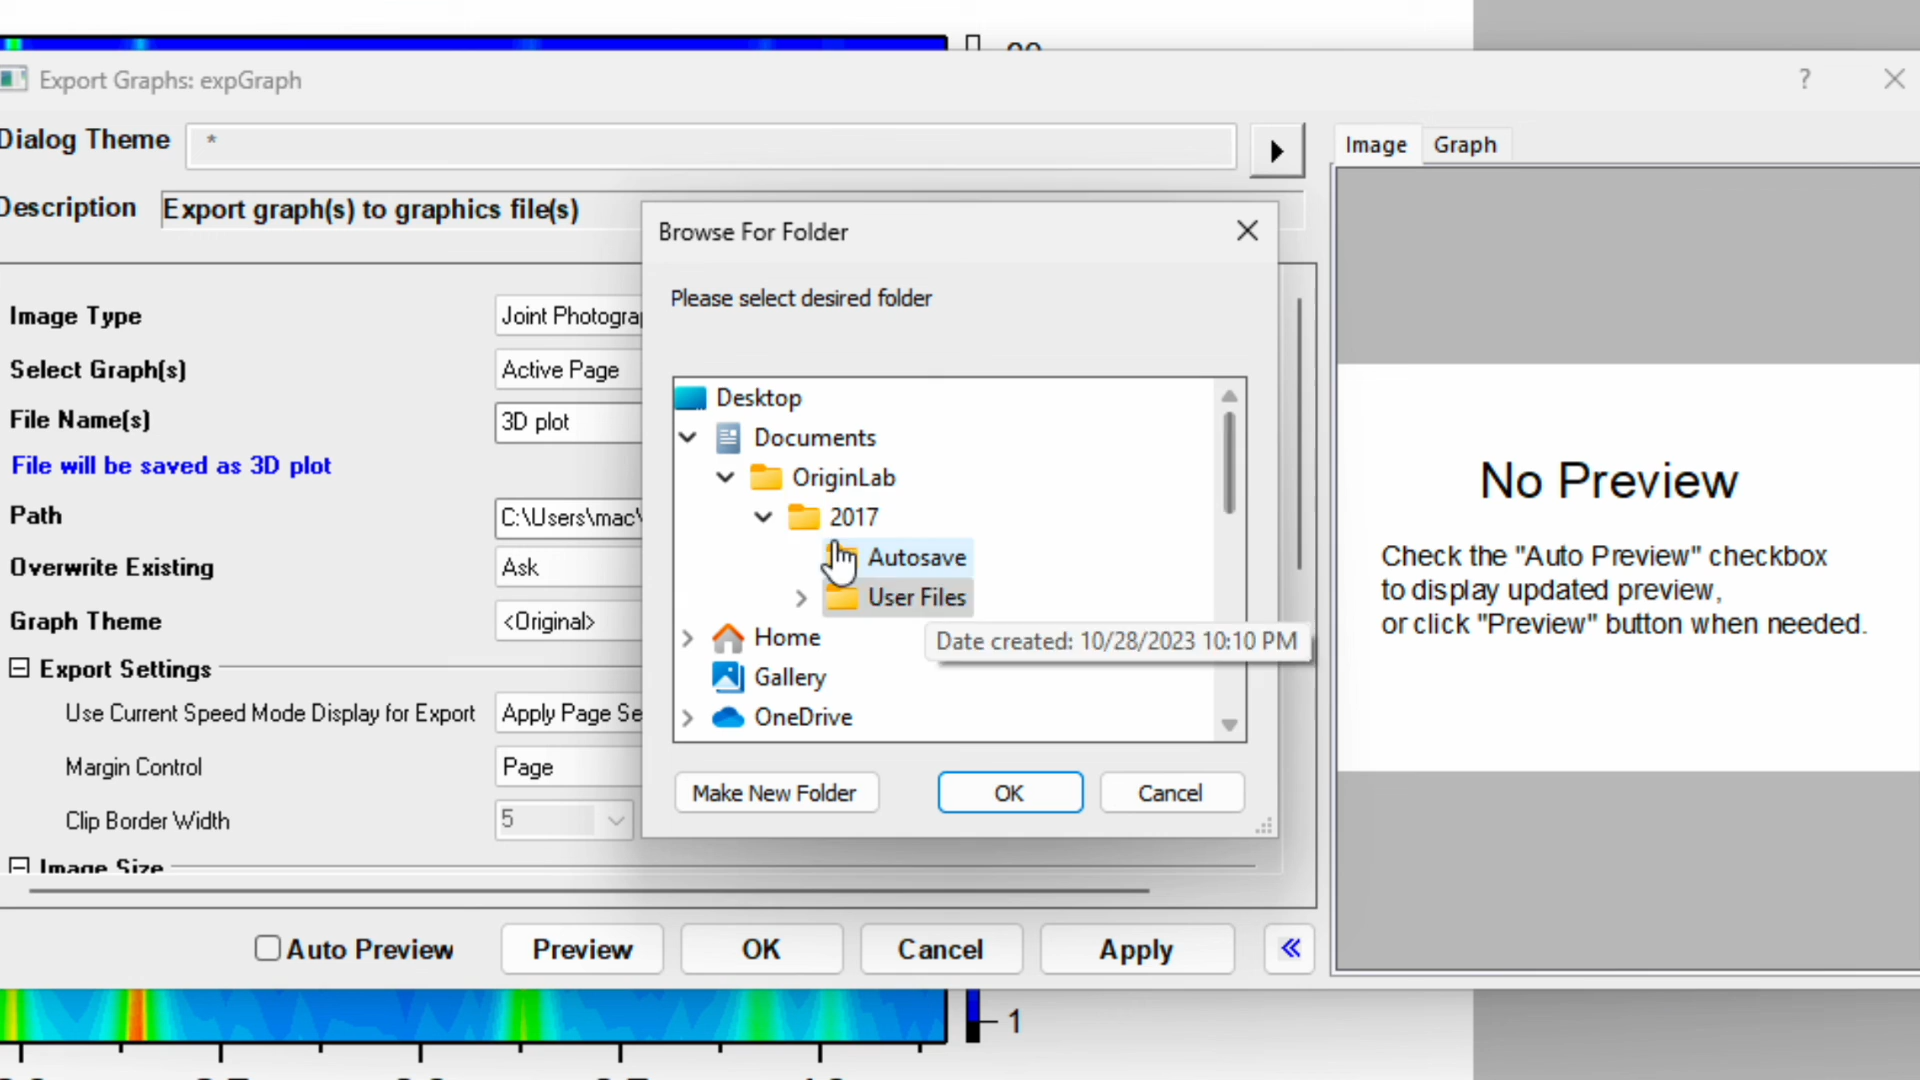 Export Graphs: expGraph
?
Dialog Theme
*
Image
Graph
Description
Export graph(s) to graphics file(s)
Browse For Folder
Please select desired folder
Image Type
Select Graph(s)
Active Page
File Name(s)
3D plot
File will be saved as 3D plot
Path
C:\Users\mac\
Overwrite Existing
Ask
Graph Theme
<Original>
Export Settings
Use Current Speed Mode Display for Export
Apply Page Se
Margin Control
Page
Clip Border Width
5
Image Size
Desktop
Documents
OriginLab
2017
Autosave
User Files
Home
Gallery
OneDrive
Date created: 10/28/2023 10:10 PM
Make New Folder
OK
Cancel
No Preview
Check the "Auto Preview" checkbox
to display updated preview,
or click "Preview" button when needed.
Auto Preview
Preview
OK
Cancel
Apply
1